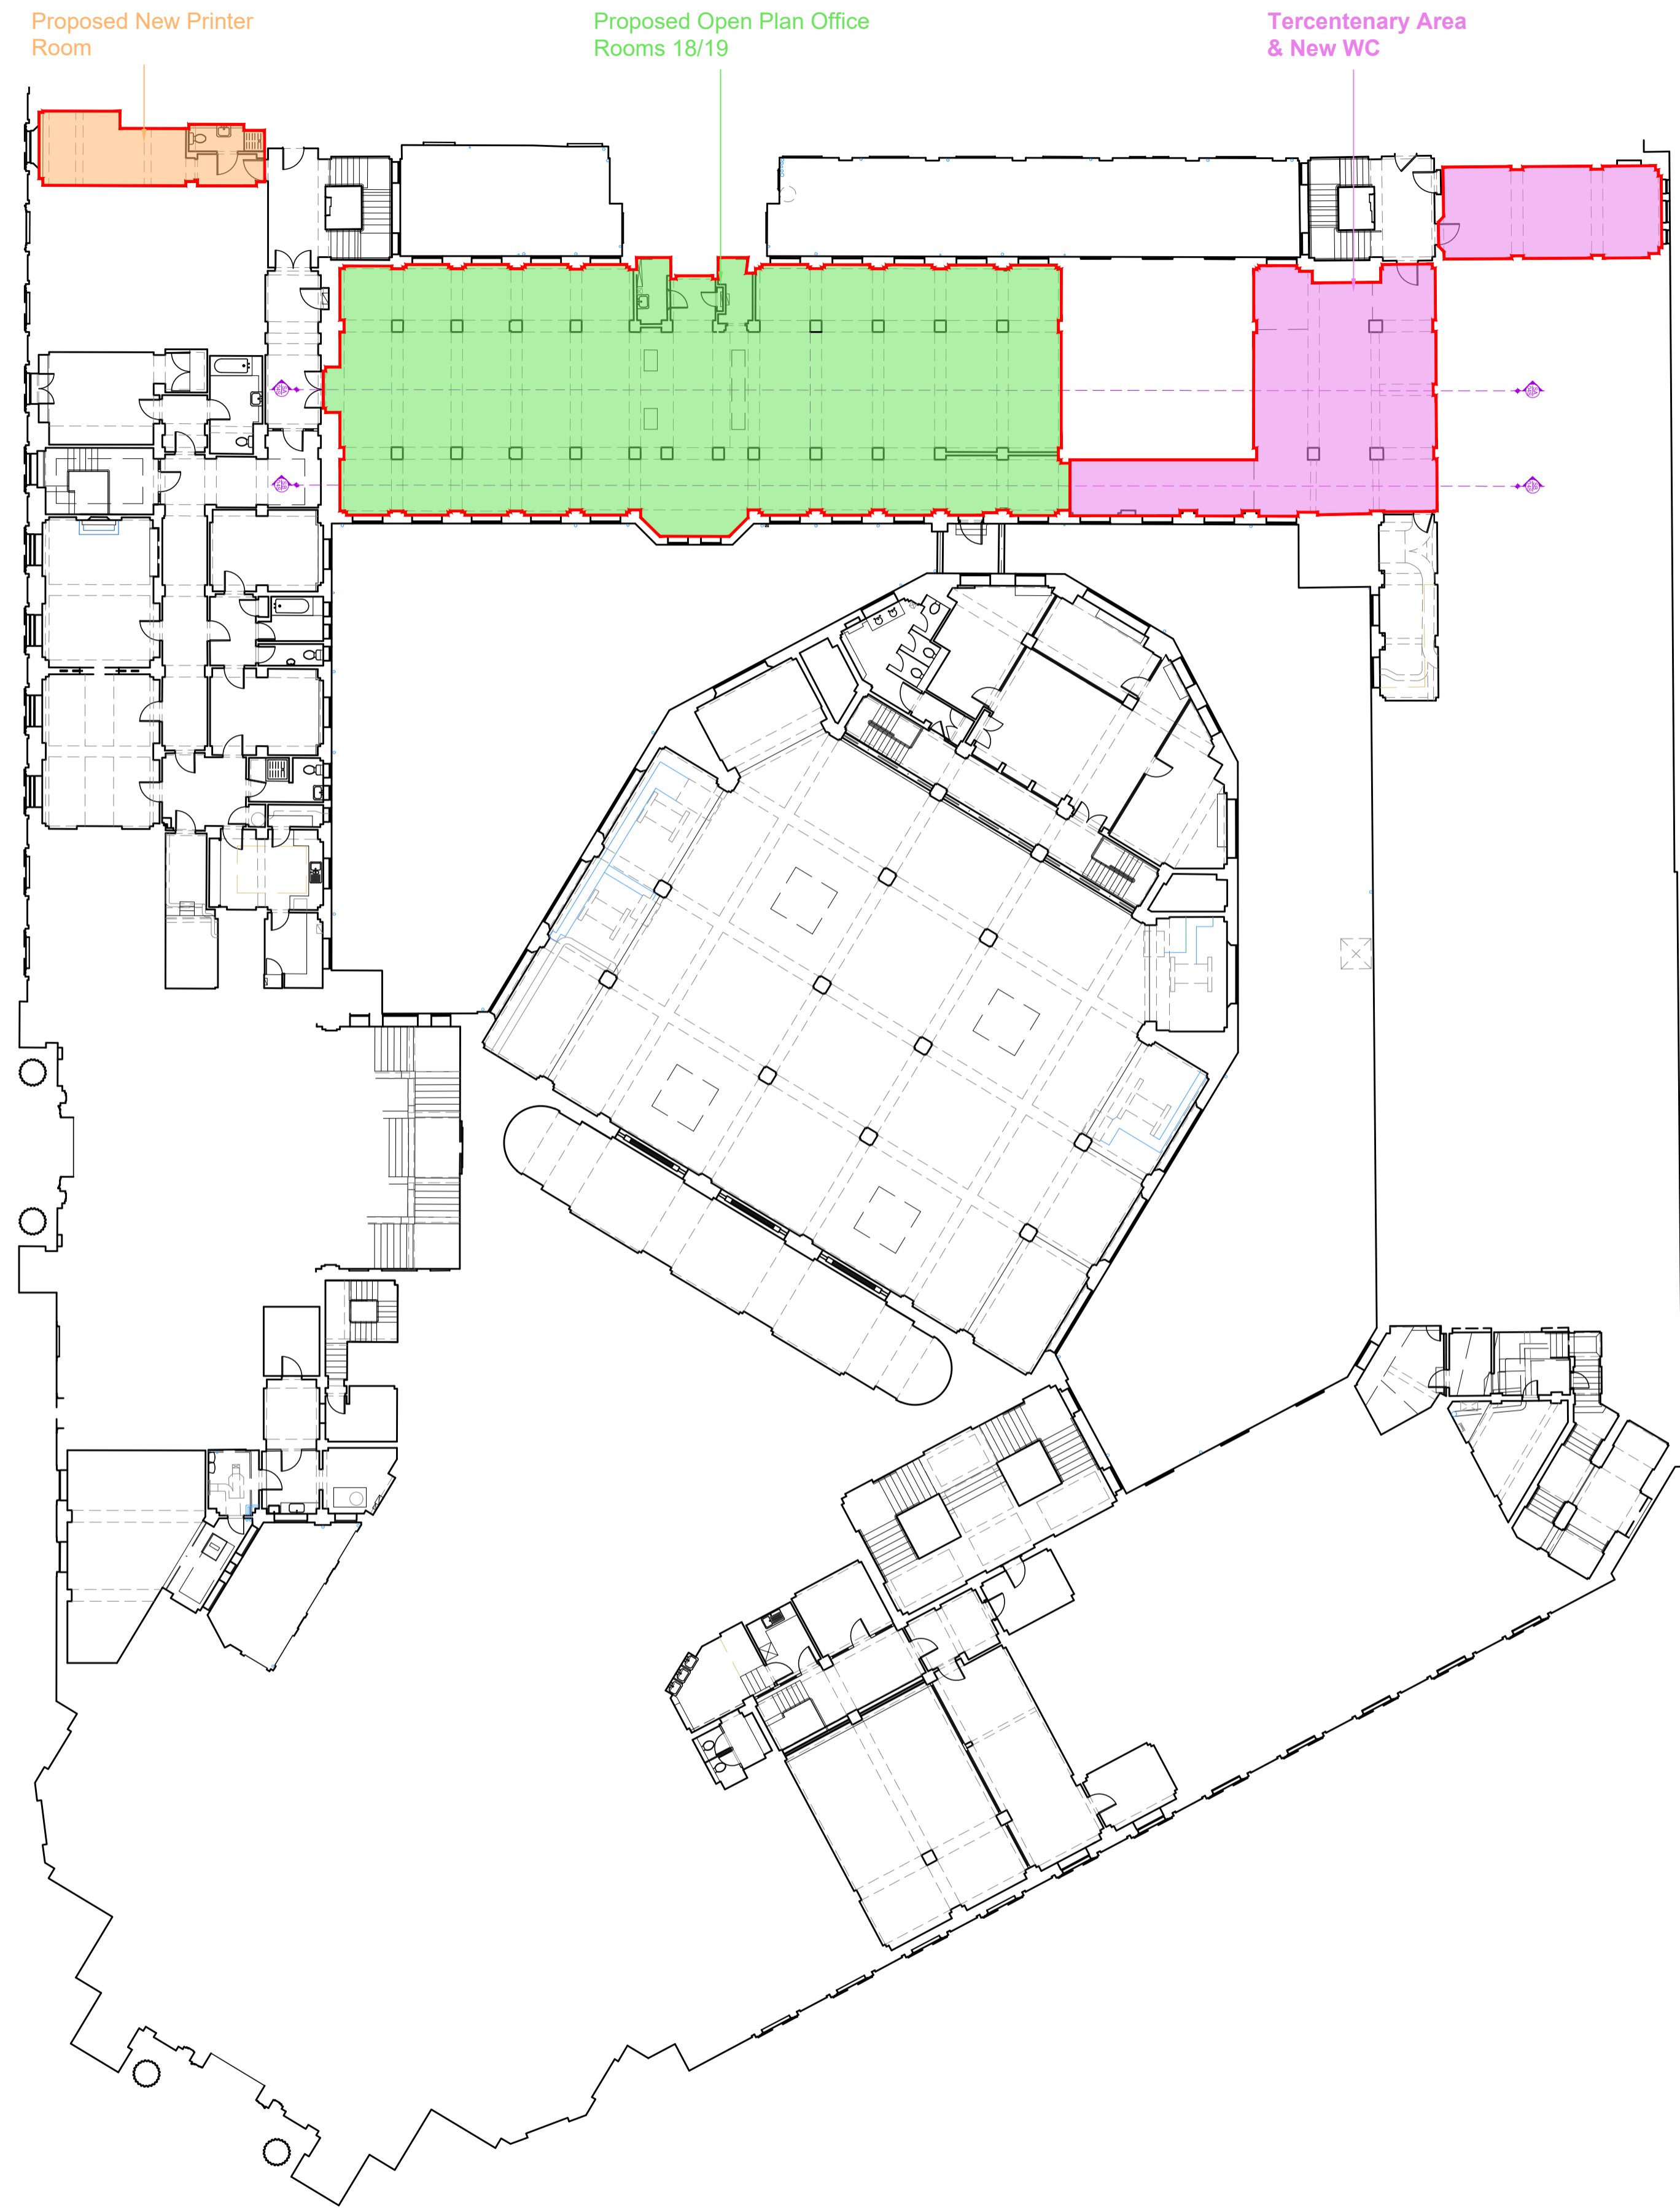 Proposed New Printer
Room
Proposed Open Plan Office
Rooms 18/19
Tercentenary Area
& New WC